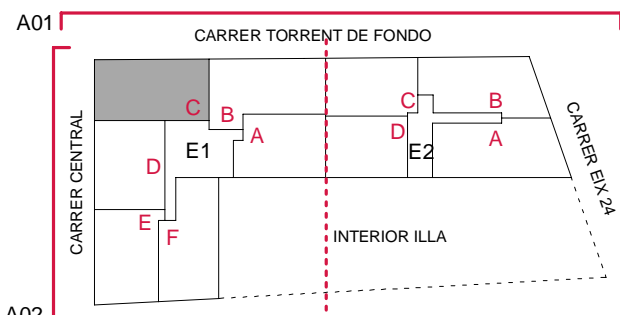 A01
CARRER TORRENT DE FONDO
C
B
A
E1
D
E
F
C
B
D
E2
A
CARRER CENTRAL
CARRER EIX 24
INTERIOR ILLA
A02